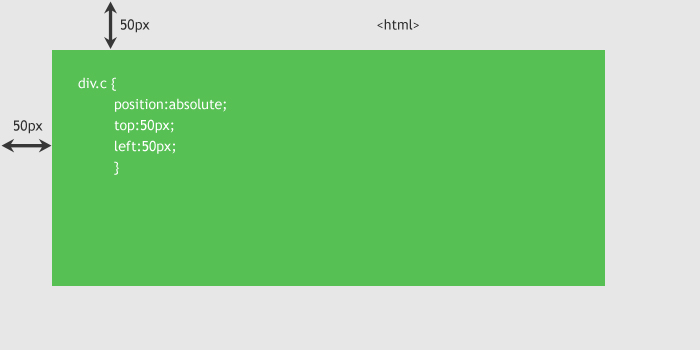 50px
<html>
div.c {
position:absolute;
50px
top:50px;
left:50px;
}